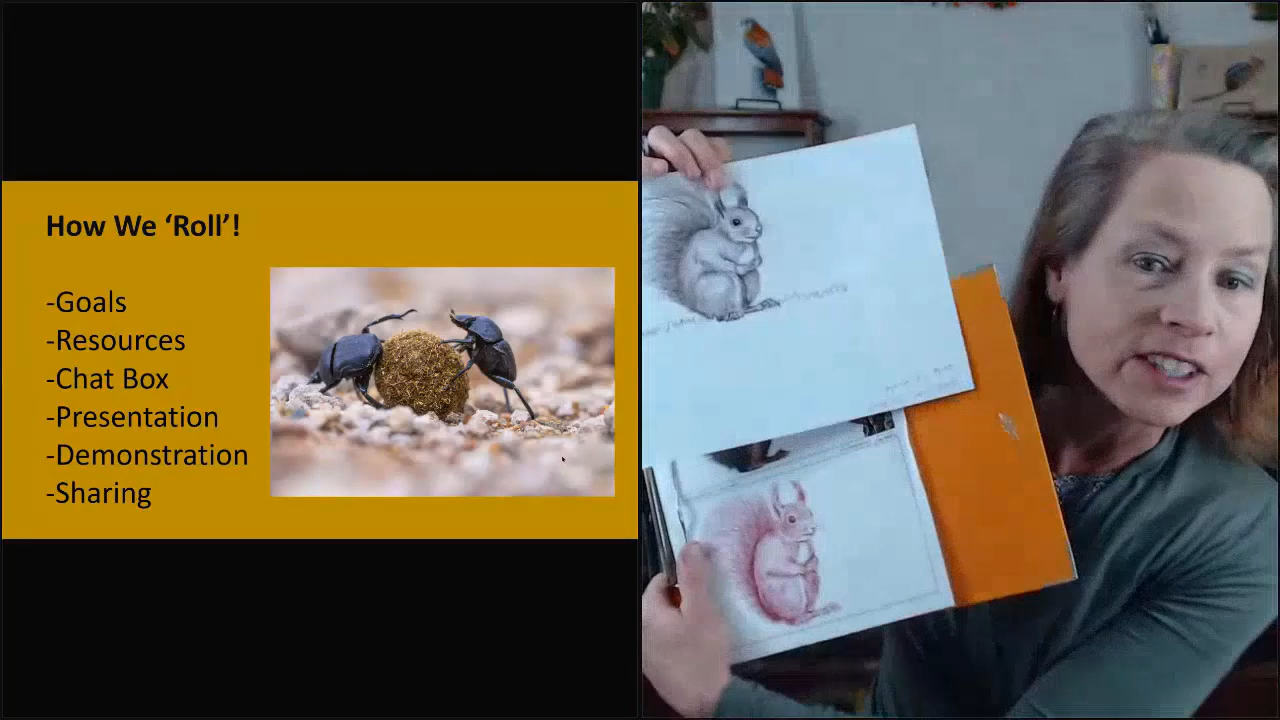 How We ‘Roll’!
-Goals
-Resources
-Chat Box
-Presentation
-Demonstration
-Sharing